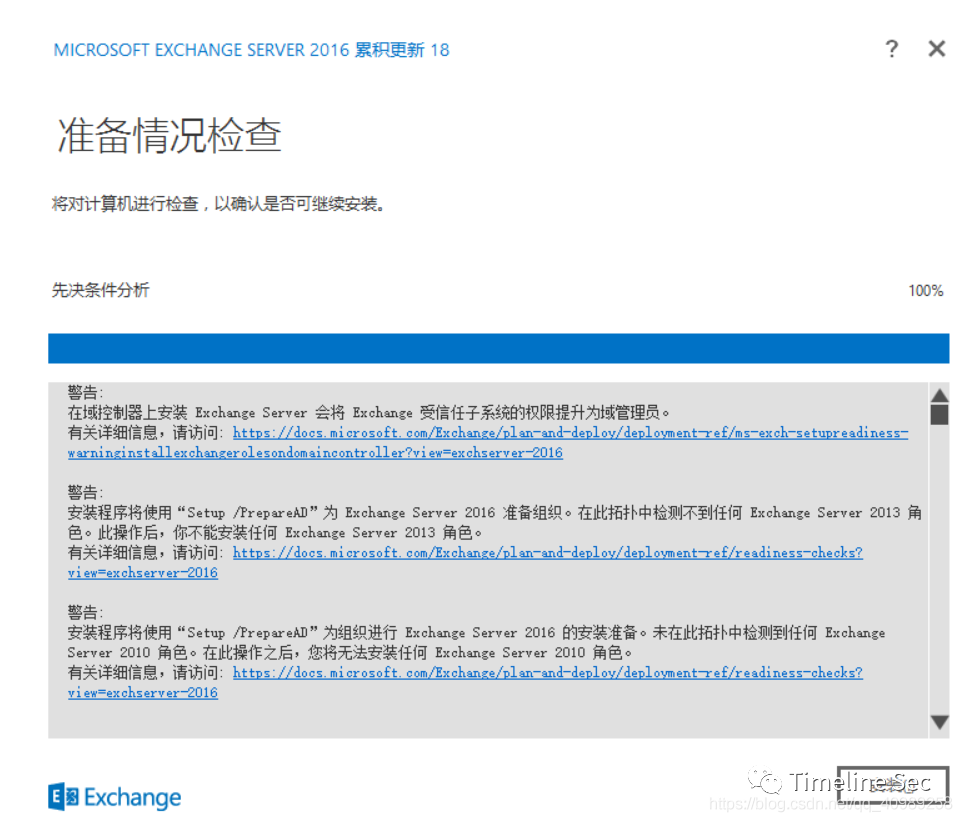 MICROSOFT EXCHANGE SERVER 2016 累积更新 18
? ×
准备情况检查
将对计算机进行检查，以确认是否可继续安装。
先决条件分析 100%
警告:
在域控制器上安装 Exchange Server 会将 Exchange 受信任子系统的权限提升为域管理员。
有关详细信息，请访问: https://docs.microsoft.com/Exchange/plan-and-deploy/deployment-ref/ms-exch-setupreadiness-
warninginstallexchangerolesondomaincontroller?view=exchserver-2016
警告:
安装程序将使用“Setup /PrepareAD”为 Exchange Server 2016 准备组织。在此拓扑中检测不到任何 Exchange Server 2013 角
色。此操作后，你不能安装任何 Exchange Server 2013 角色。
有关详细信息，请访问: https://docs.microsoft.com/Exchange/plan-and-deploy/deployment-ref/readiness-checks?
view=exchserver-2016
警告:
安装程序将使用“Setup /PrepareAD”为组织进行 Exchange Server 2016 的安装准备。未在此拓扑中检测到任何 Exchange
Server 2010 角色。在此操作之后，您将无法安装任何 Exchange Server 2010 角色。
有关详细信息，请访问: https://docs.microsoft.com/Exchange/plan-and-deploy/deployment-ref/readiness-checks?
view=exchserver-2016
Exchange
Timeline Sec